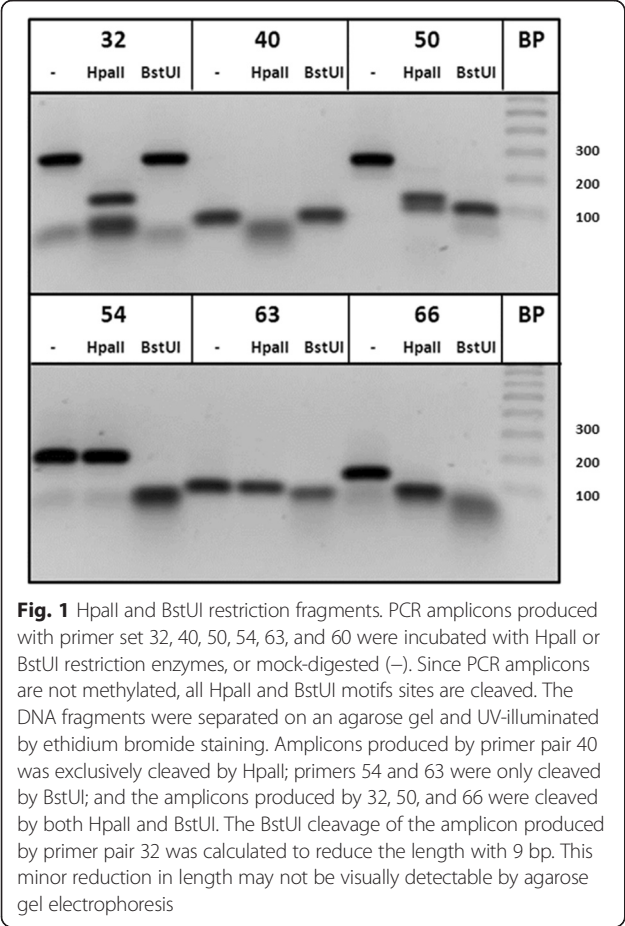 32 40 50 BP
- HpaII BstUI - HpaII BstUI - HpaII BstUI
300
200
100
54 63 66 BP
- HpaII BstUI - HpaII BstUI - HpaII BstUI
300
200
100
Fig. 1 HpaII and BstUI restriction fragments. PCR amplicons produced
with primer set 32, 40, 50, 54, 63, and 60 were incubated with HpaII or
BstUI restriction enzymes, or mock-digested (−). Since PCR amplicons
are not methylated, all HpaII and BstUI motifs sites are cleaved. The
DNA fragments were separated on an agarose gel and UV-illuminated
by ethidium bromide staining. Amplicons produced by primer pair 40
was exclusively cleaved by HpaII; primers 54 and 63 were only cleaved
by BstUI; and the amplicons produced by 32, 50, and 66 were cleaved
by both HpaII and BstUI. The BstUI cleavage of the amplicon produced
by primer pair 32 was calculated to reduce the length with 9 bp. This
minor reduction in length may not be visually detectable by agarose
gel electrophoresis